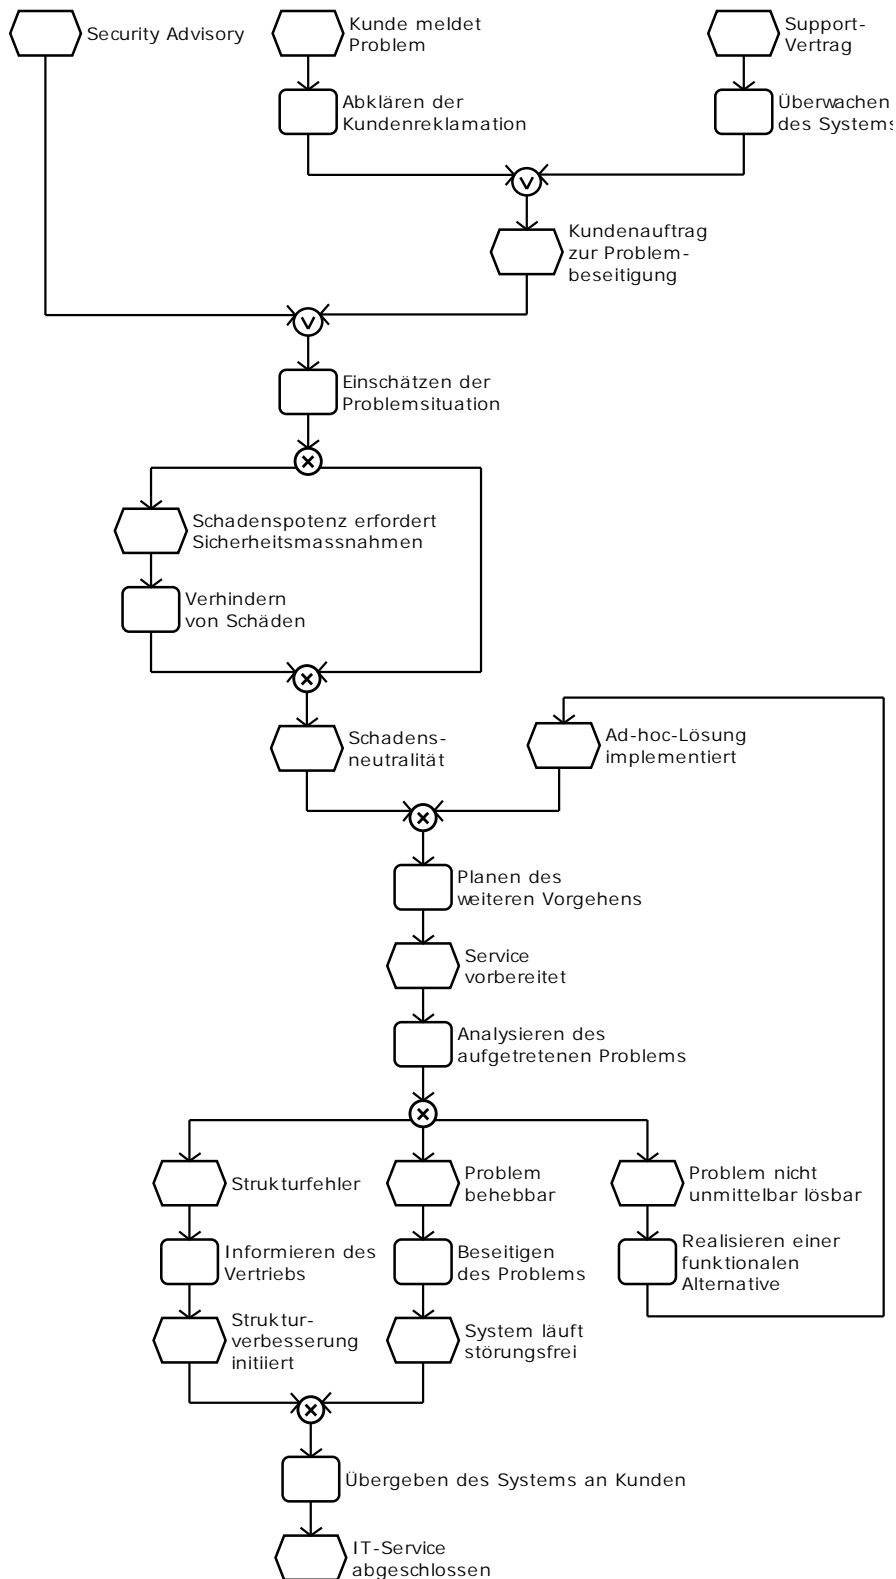 Security Advisory
Kunde meldet
Problem
Support-
Vertrag
Abklären der
Kundenreklamation
Überwachen
des Systems
Kundenauftrag
zur Problem-
beseitigung
Einschätzen der
Problemsituation
Schadenspotenz erfordert
Sicherheitsmassnahmen
Verhindern
von Schäden
Schadens-
neutralität
Ad-hoc-Lösung
implementiert
Planen des
weiteren Vorgehens
Service
vorbereitet
Analysieren des
aufgetretenen Problems
Strukturfehler
Problem
behebbar
Problem nicht
unmittelbar lösbar
Informieren des
Vertriebs
Beseitigen
des Problems
Realisieren einer
funktionalen
Alternative
Struktur-
verbesserung
initiiert
System läuft
störungsfrei
Übergeben des Systems an Kunden
IT-Service
abgeschlossen